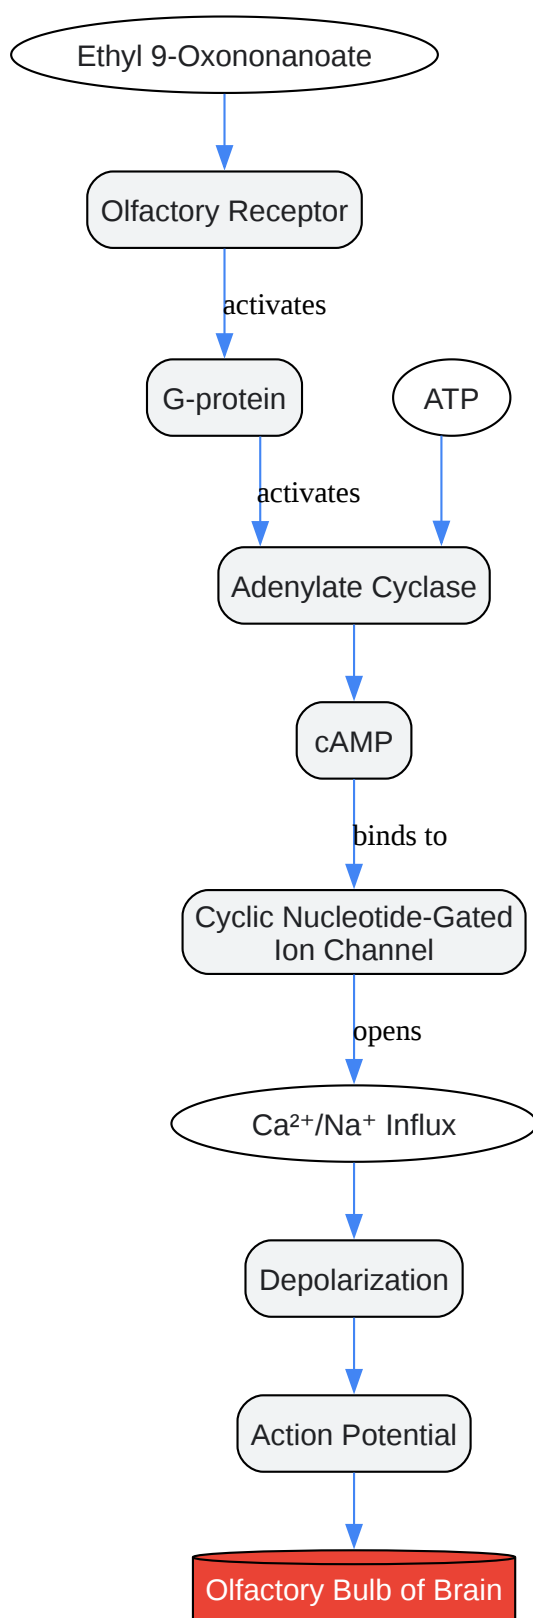 Ethyl 9-Oxononanoate
Olfactory Receptor
activates
G-protein
ATP
activates
Adenylate Cyclase
cAMP
binds to
Cyclic Nucleotide-Gated
Ion Channel
opens
Ca²⁺/Na⁺ Influx
Depolarization
Action Potential
Olfactory Bulb of Brain